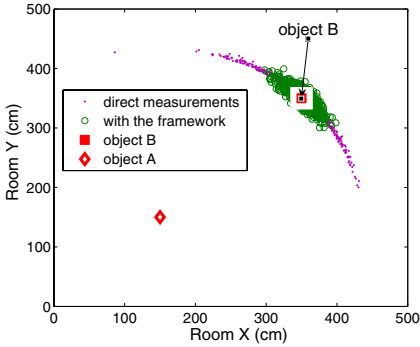 500
400
300
200
100
0
Room Y (cm)
object B
direct measurements
with the framework
object B
object A
0 100 200 300 400 500
Room X (cm)